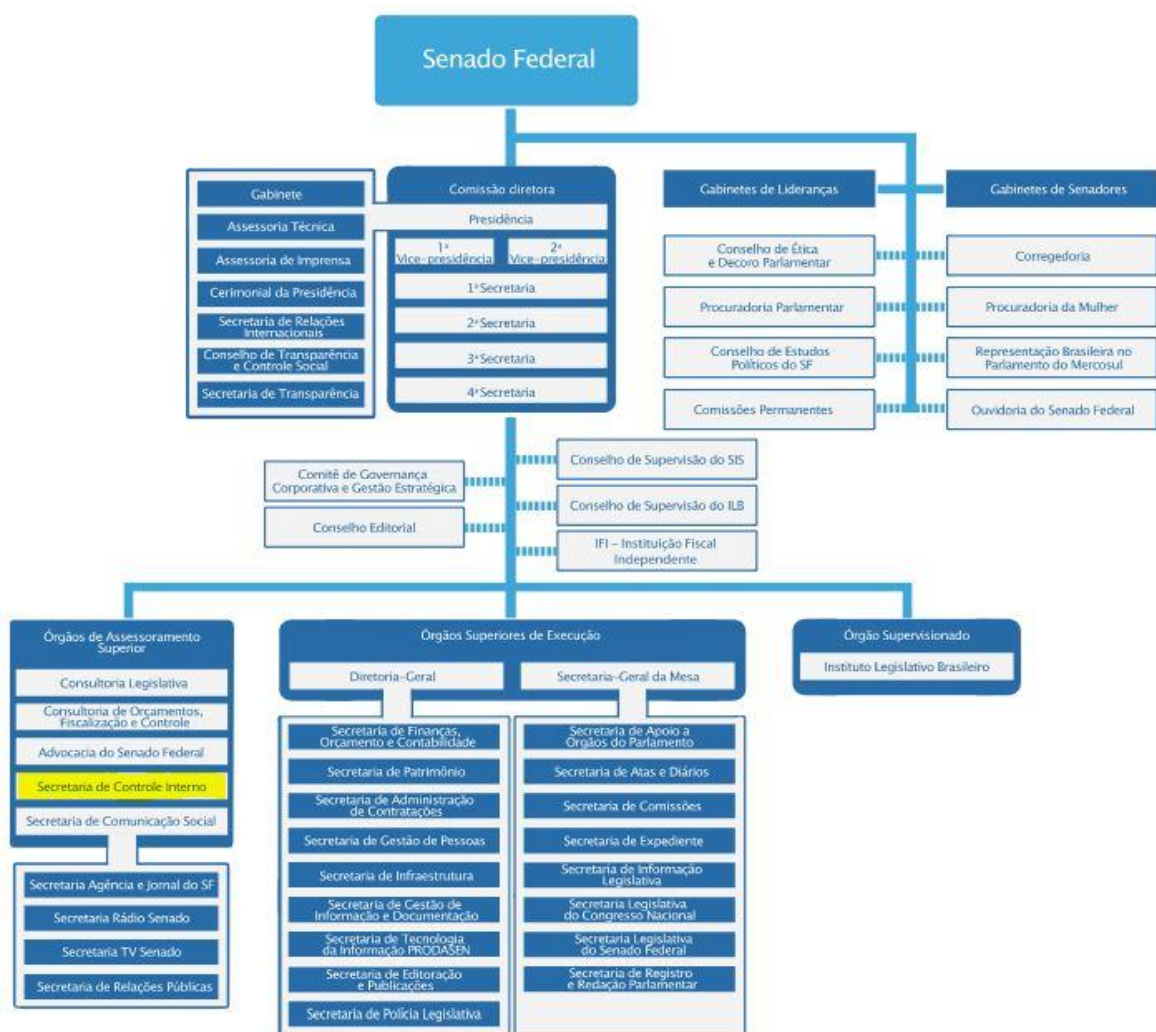 Senado Federal
Gabinete
Assessoria Técnica
Assessoria de Imprensa
Cerimonial da Presidência
Secretaria de Relações
Internacionais
Conselho de Transparência
e Controle Social
Secretaria de Transparência
Comissão diretora
Presidência
1ª
Vice-presidência
2ª
Vice-presidência
1ª Secretaria
2ª Secretaria
3ª Secretaria
4ª Secretaria
Gabinetes de Lideranças
Gabinetes de Senadores
Conselho de Ética
e Decoro Parlamentar
Corregedoria
Procuradoria Parlamentar
Procuradoria da Mulher
Conselho de Estudos
Políticos do SF
Representação Brasileira no
Parlamento do Mercosul
Comissões Permanentes
Ouvidoria do Senado Federal
Comitê de Governança
Corporativa e Gestão Estratégica
Conselho Editorial
Conselho de Supervisão do SIS
Conselho de Supervisão do ILB
IFI – Instituição Fiscal
Independente
Órgãos de Assessoramento
Superior
Consultoria Legislativa
Consultoria de Orçamentos,
Fiscalização e Controle
Advocacia do Senado Federal
Secretaria de Controle Interno
Secretaria de Comunicação Social
Secretaria Agência e Jornal do SF
Secretaria Rádio Senado
Secretaria TV Senado
Secretaria de Relações Públicas
Órgãos Superiores de Execução
Diretoria-Geral
Secretaria de Finanças,
Orçamento e Contabilidade
Secretaria de Patrimônio
Secretaria de Administração
de Contratações
Secretaria de Gestão de Pessoas
Secretaria de Infraestrutura
Secretaria de Gestão de
Informação e Documentação
Secretaria de Tecnologia
da Informação PRODASEN
Secretaria de Editoração
e Publicações
Secretaria de Polícia Legislativa
Secretaria-Geral da Mesa
Secretaria de Apoio a
Órgãos do Parlamento
Secretaria de Atas e Diários
Secretaria de Comissões
Secretaria de Expediente
Secretaria de Informação
Legislativa
Secretaria Legislativa
do Congresso Nacional
Secretaria Legislativa
do Senado Federal
Secretaria de Registro
e Redação Parlamentar
Órgão Supervisionado
Instituto Legislativo Brasileiro